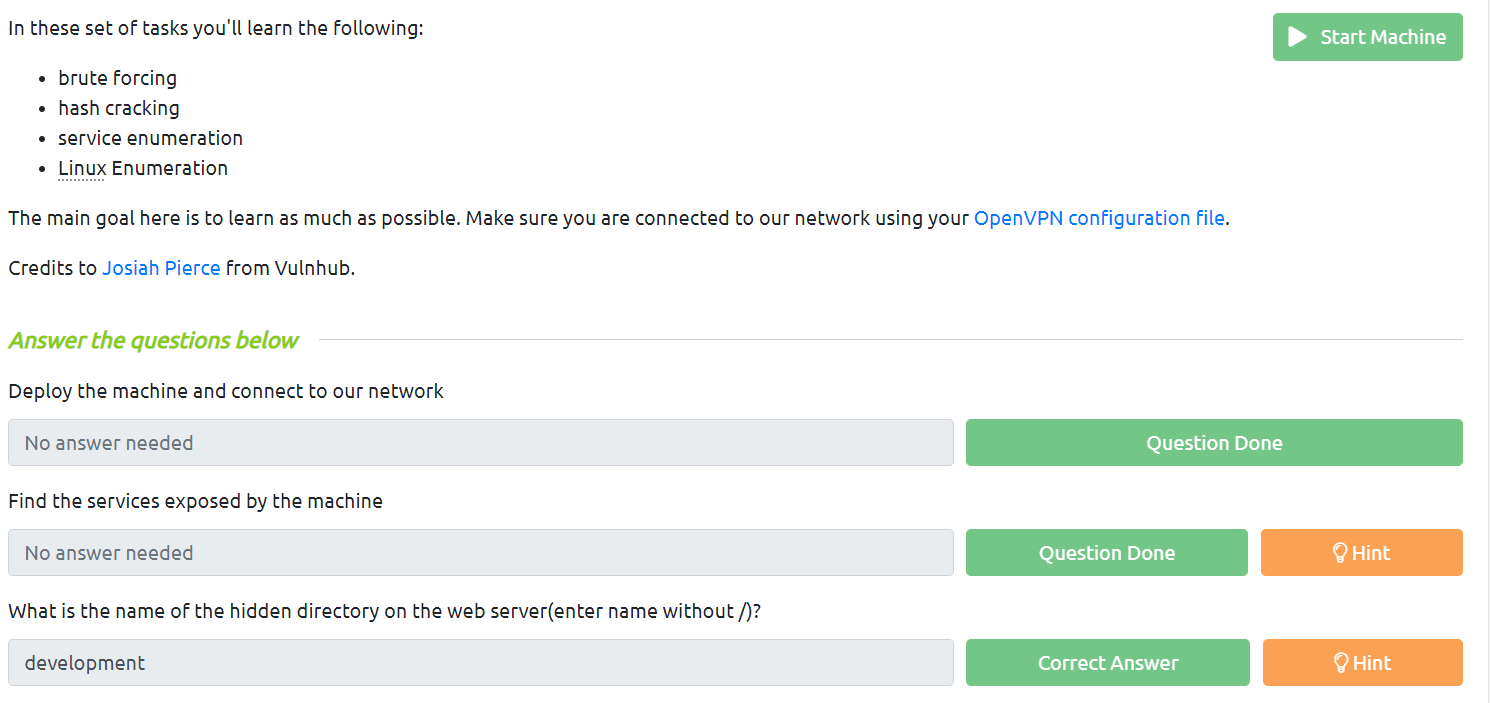 In these set of tasks you'll learn the following:
Start Machine
brute forcing
hash cracking
service enumeration
Linux Enumeration
The main goal here is to learn as much as possible. Make sure you are connected to our network using your OpenVPN configuration file.
Credits to Josiah Pierce from Vulnhub.
Answer the questions below
Deploy the machine and connect to our network
No answer needed
Question Done
Find the services exposed by the machine
No answer needed
Question Done
Hint
What is the name of the hidden directory on the web server(enter name without /)?
development
Correct Answer
Hint